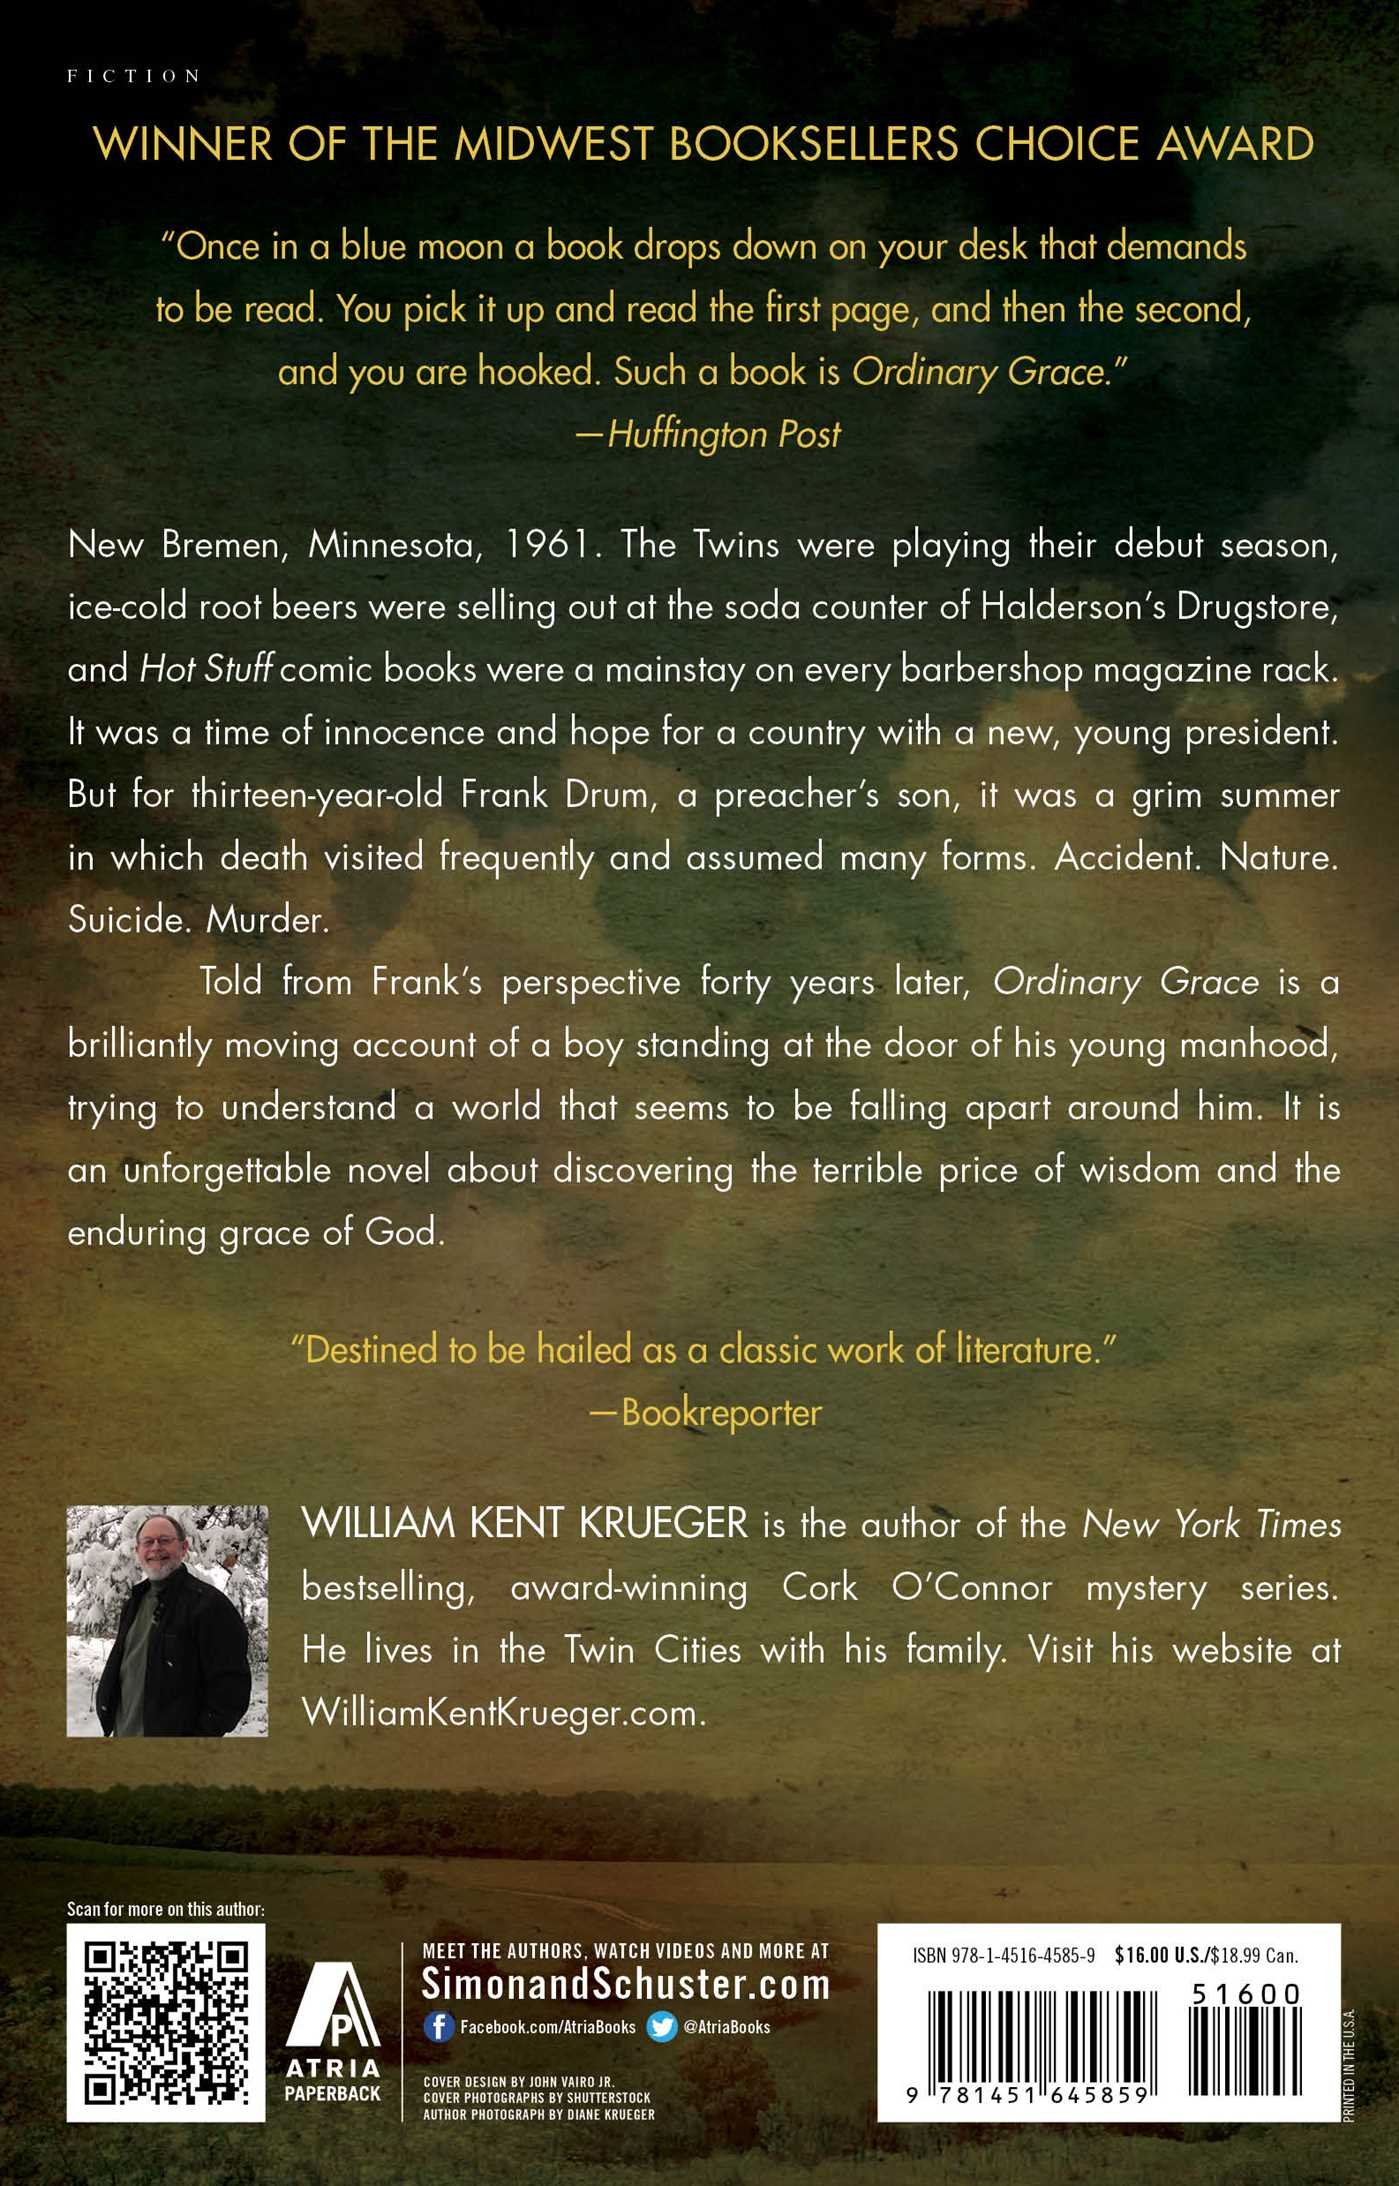 FICTION
WINNER OF THE MIDWEST BOOKSELLERS CHOICE AWARD
“Once in a blue moon a book drops down on your desk that demands
to be read. You pick it up and read the first page, and then the second,
and you are hooked. Such a book is Ordinary Grace.”
—Huffington Post
New Bremen, Minnesota, 1961. The Twins were playing their debut season,
ice-cold root beers were selling out at the soda counter of Halderson’s Drugstore,
and Hot Stuff comic books were a mainstay on every barbershop magazine rack.
It was a time of innocence and hope for a country with a new, young president.
But for thirteen-year-old Frank Drum, a preacher’s son, it was a grim summer
in which death visited frequently and assumed many forms. Accident. Nature.
Suicide. Murder.
Told from Frank’s perspective forty years later, Ordinary Grace is a
brilliantly moving account of a boy standing at the door of his young manhood,
trying to understand a world that seems to be falling apart around him. It is
an unforgettable novel about discovering the terrible price of wisdom and the
enduring grace of God.
“Destined to be hailed as a classic work of literature.”
—Bookreporter
WILLIAM KENT KRUEGER is the author of the New York Times
bestselling, award-winning Cork O’Connor mystery series.
He lives in the Twin Cities with his family. Visit his website at
WilliamKentKrueger.com.
Scan for more on this author:
AP
ATRIA
PAPERBACK
MEET THE AUTHORS, WATCH VIDEOS AND MORE AT
SimonandSchuster.com
Facebook.com/AtriaBooks @AtriaBooks
COVER DESIGN BY JOHN VAIRO JR.
COVER PHOTOGRAPHS BY SHUTTERSTOCK
AUTHOR PHOTOGRAPH BY DIANE KRUEGER
ISBN 978-1-4516-4585-9 $16.00 U.S./$18.99 Can.
51600
9 781451 645859
PRINTED IN THE U.S.A.